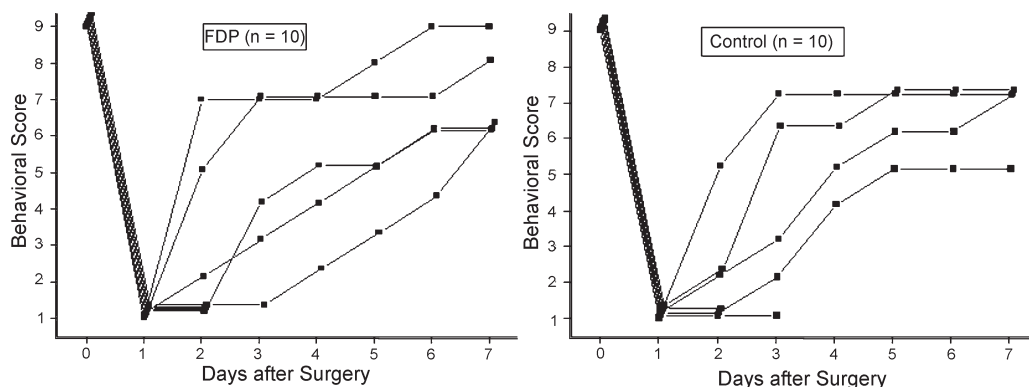 FDP (n = 10)
Behavioral Score
9
8
7
6
5
4
3
2
1
0 1 2 3 4 5 6 7
Days after Surgery
Control (n = 10)
Behavioral Score
9
8
7
6
5
4
3
2
1
0 1 2 3 4 5 6 7
Days after Surgery